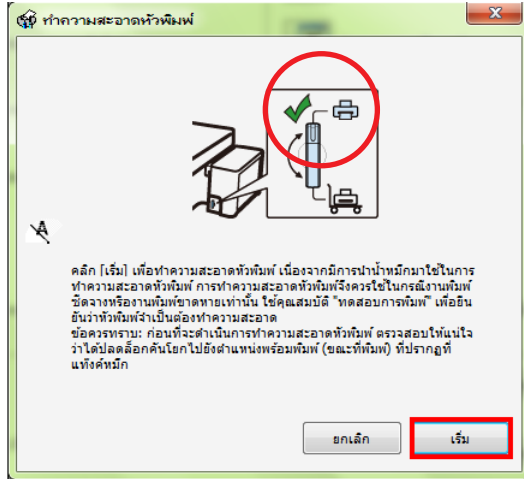 ทำความสะอาดหัวพิมพ์
คลิก [เริ่ม] เพื่อทำความสะอาดหัวพิมพ์ เนื่องจากมีการนำน้ำหมึกมาใช้ในการ
ทำความสะอาดหัวพิมพ์ การทำความสะอาดหัวพิมพ์จึงควรใช้ในกรณีงานพิมพ์
ซีดจางหรืองานพิมพ์ขาดหายเท่านั้น ใช้คุณสมบัติ "ทดสอบการพิมพ์" เพื่อยืน
ยันว่าหัวพิมพ์จำเป็นต้องทำความสะอาด
ข้อควรทราบ: ก่อนที่จะดำเนินการทำความสะอาดหัวพิมพ์ ตรวจสอบให้แน่ใจ
ว่าได้ปลดล็อกคันโยกไปยังตำแหน่งพร้อมพิมพ์ (ขณะที่พิมพ์) ที่ปรากฏที่
แท้งค์หมึก
ยกเลิก
เริ่ม